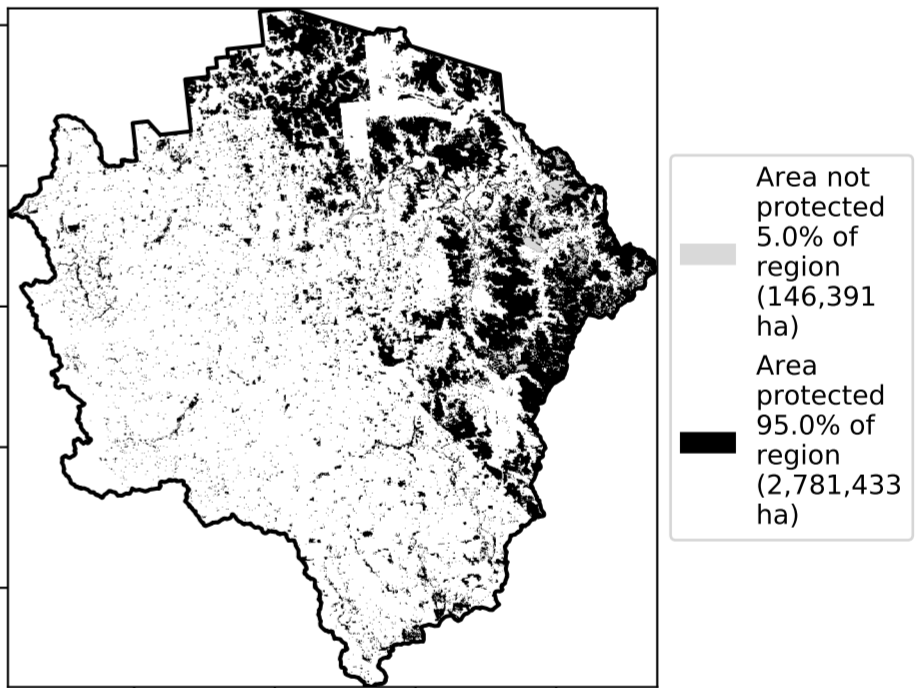 Area not
protected
5.0% of
region
(146,391
ha)
Area
protected
95.0% of
region
(2,781,433
ha)